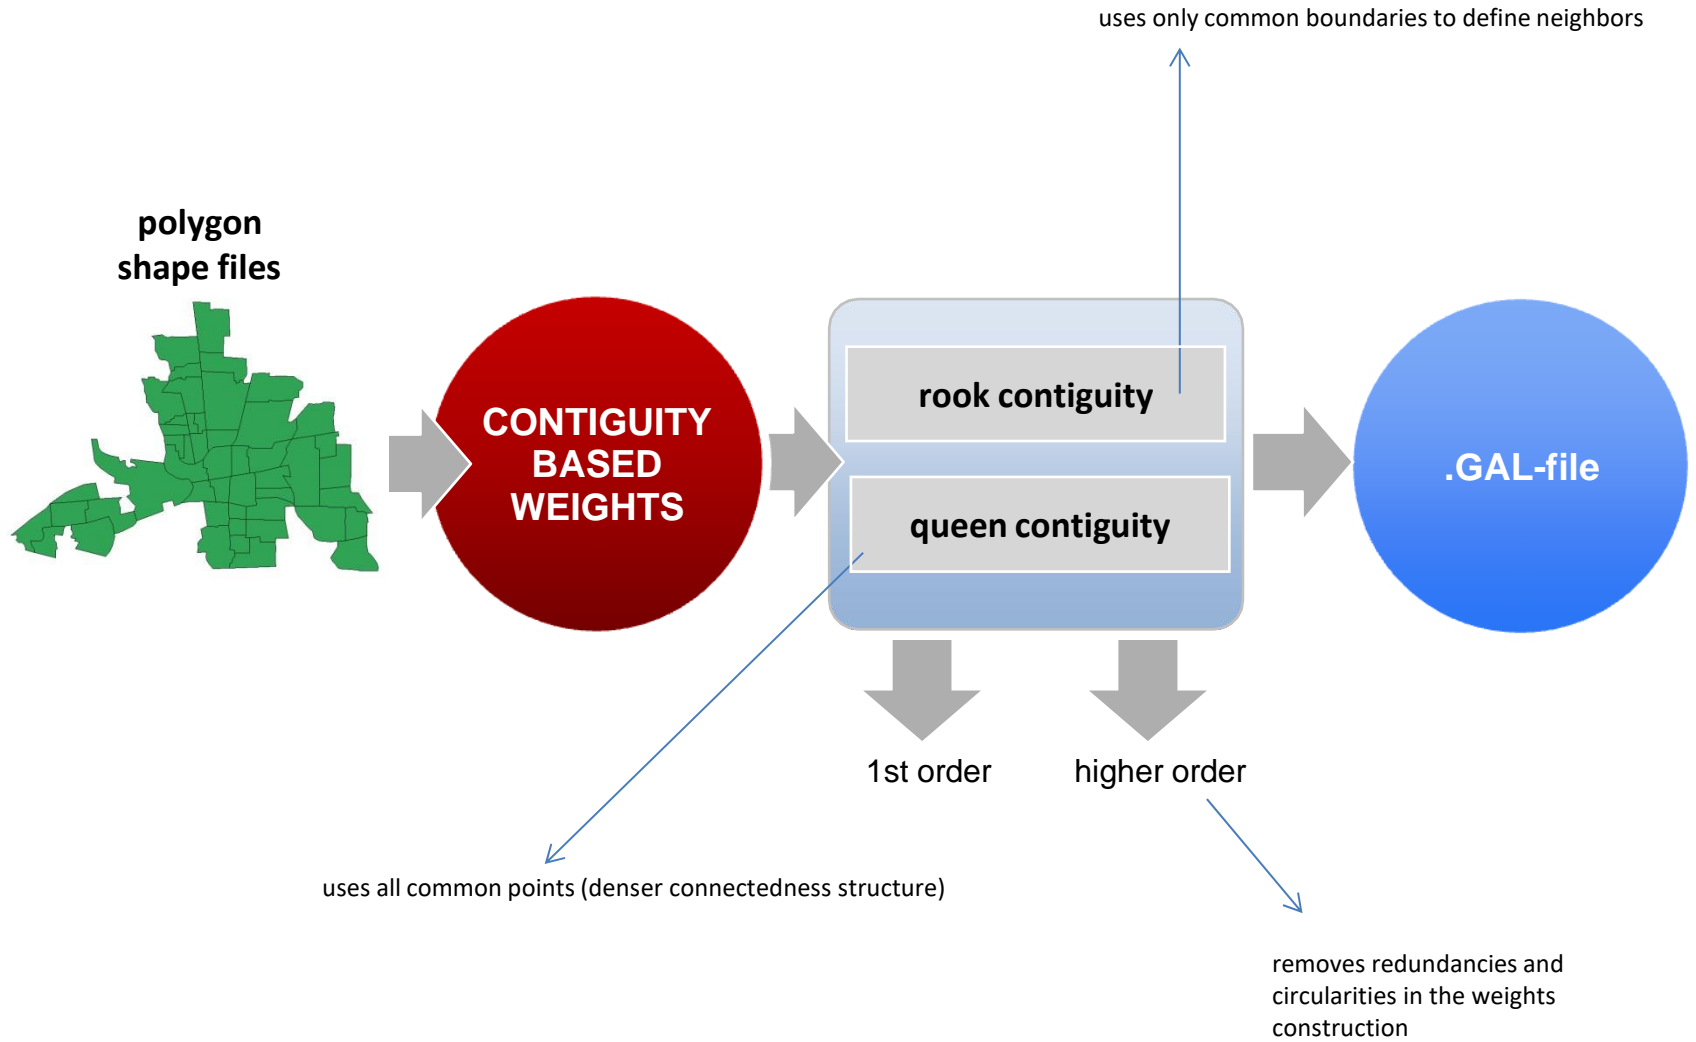 uses only common boundaries to define neighbors
polygon
shape files
CONTIGUITY
BASED
WEIGHTS
rook contiguity
queen contiguity
.GAL-file
1st order
higher order
uses all common points (denser connectedness structure)
removes redundancies and
circularities in the weights
construction